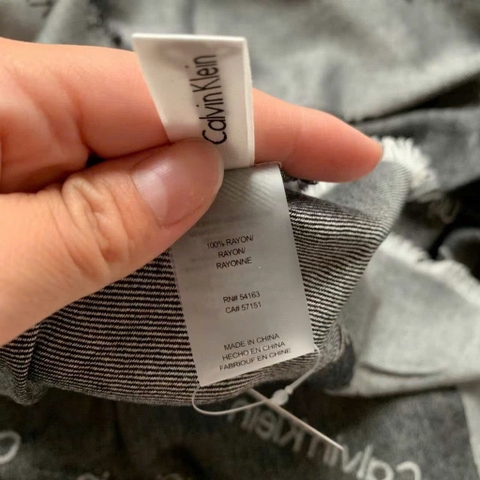 Calvin Klein
100% RAYON/
RAYON/
RAYONNE
RN# 54163
CA# 57151
MADE IN CHINA
HECHO EN CHINA
FABRIQUÉ EN CHINE
Calvin Klein